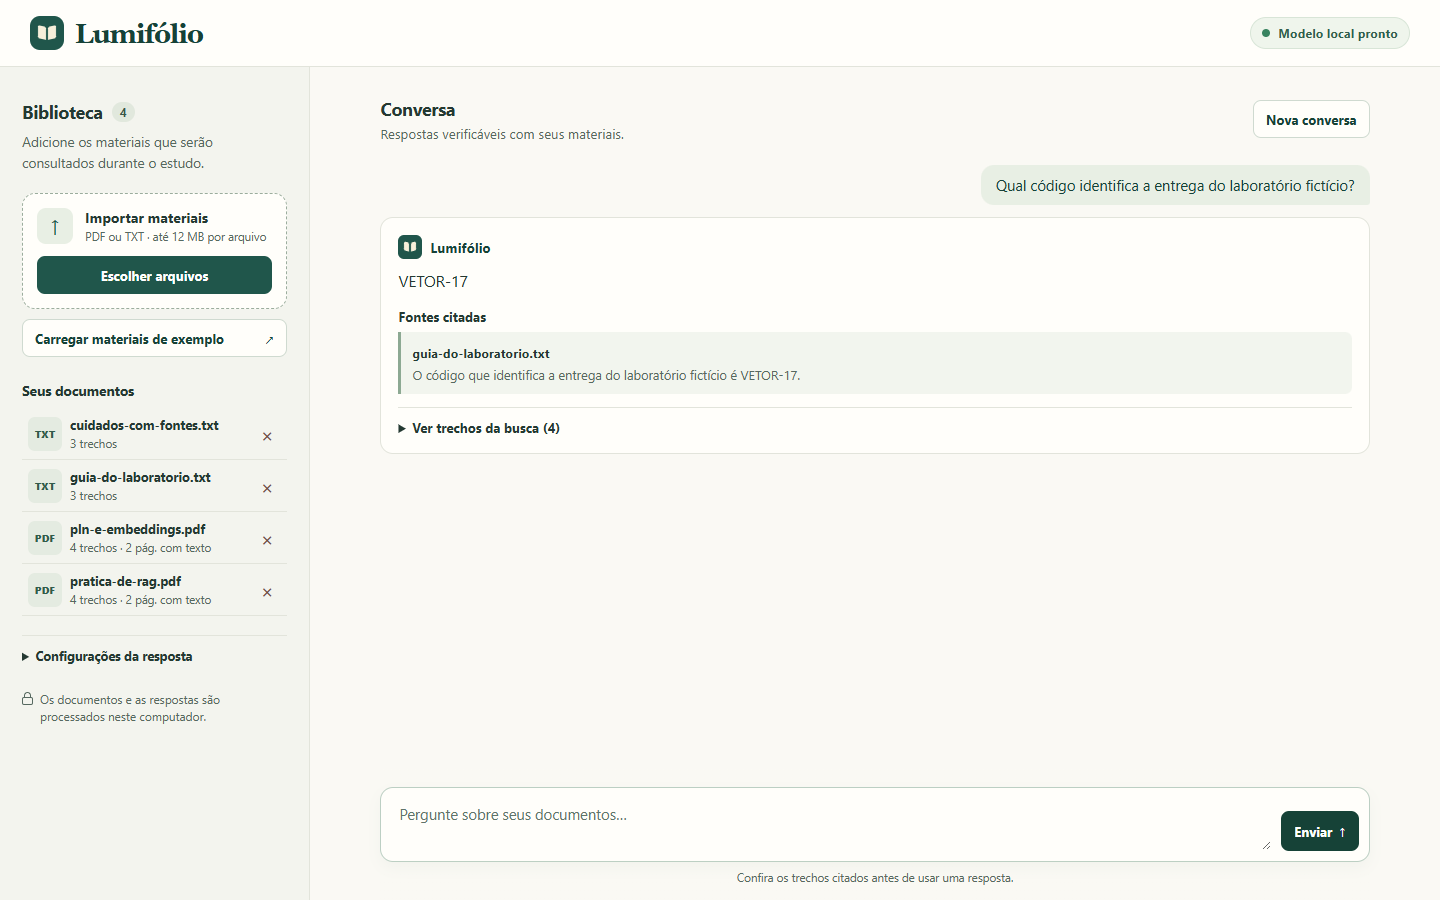 Lumifólio
Modelo local pronto
Biblioteca 4
Adicione os materiais que serão
consultados durante o estudo.
↑
Importar materiais
PDF ou TXT · até 12 MB por arquivo
Escolher arquivos
Carregar materiais de exemplo ↗
Seus documentos
TXT
cuidados-com-fontes.txt
3 trechos
×
TXT
guia-do-laboratorio.txt
3 trechos
×
PDF
pln-e-embeddings.pdf
4 trechos · 2 pág. com texto
×
PDF
pratica-de-rag.pdf
4 trechos · 2 pág. com texto
×
Configurações da resposta
Os documentos e as respostas são
processados neste computador.
Conversa
Respostas verificáveis com seus materiais.
Nova conversa
Qual código identifica a entrega do laboratório fictício?
Lumifólio
VETOR-17
Fontes citadas
guia-do-laboratorio.txt
O código que identifica a entrega do laboratório fictício é VETOR-17.
Ver trechos da busca (4)
Pergunte sobre seus documentos...
Enviar ↑
Confira os trechos citados antes de usar uma resposta.